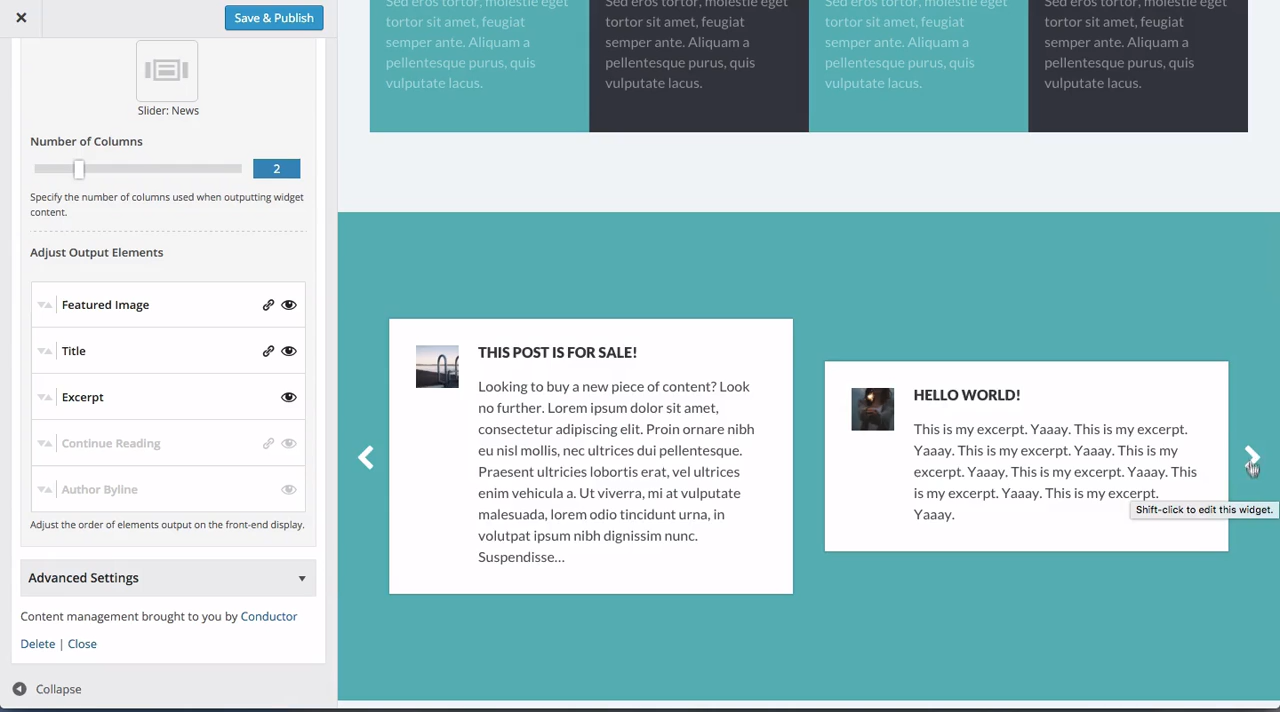 Save & Publish
Slider: News
Number of Columns
2
Specify the number of columns used when outputting widget
content.
Adjust Output Elements
Featured Image
Title
Excerpt
Continue Reading
Author Byline
Adjust the order of elements output on the front-end display.
Advanced Settings
Content management brought to you by Conductor
Delete | Close
Collapse
Sed eros tortor, molestie eget
tortor sit amet, feugiat
semper ante. Aliquam a
pellentesque purus, quis
vulputate lacus.
Sed eros tortor, molestie eget
tortor sit amet, feugiat
semper ante. Aliquam a
pellentesque purus, quis
vulputate lacus.
Sed eros tortor, molestie eget
tortor sit amet, feugiat
semper ante. Aliquam a
pellentesque purus, quis
vulputate lacus.
Sed eros tortor, molestie eget
tortor sit amet, feugiat
semper ante. Aliquam a
pellentesque purus, quis
vulputate lacus.
THIS POST IS FOR SALE!
Looking to buy a new piece of content? Look
no further. Lorem ipsum dolor sit amet,
consectetur adipiscing elit. Proin ornare nibh
eu nisl mollis, nec ultrices dui pellentesque.
Praesent ultricies lobortis erat, vel ultrices
enim vehicula a. Ut viverra, mi at vulputate
malesuada, lorem odio tincidunt urna, in
volutpat ipsum nibh dignissim nunc.
Suspendisse...
HELLO WORLD!
This is my excerpt. Yaaay. This is my excerpt.
Yaaay. This is my excerpt. Yaaay. This is my
excerpt. Yaaay. This is my excerpt. Yaaay. This
is my excerpt. Yaaay. This is my excerpt.
Yaaay.
Shift-click to edit this widget.